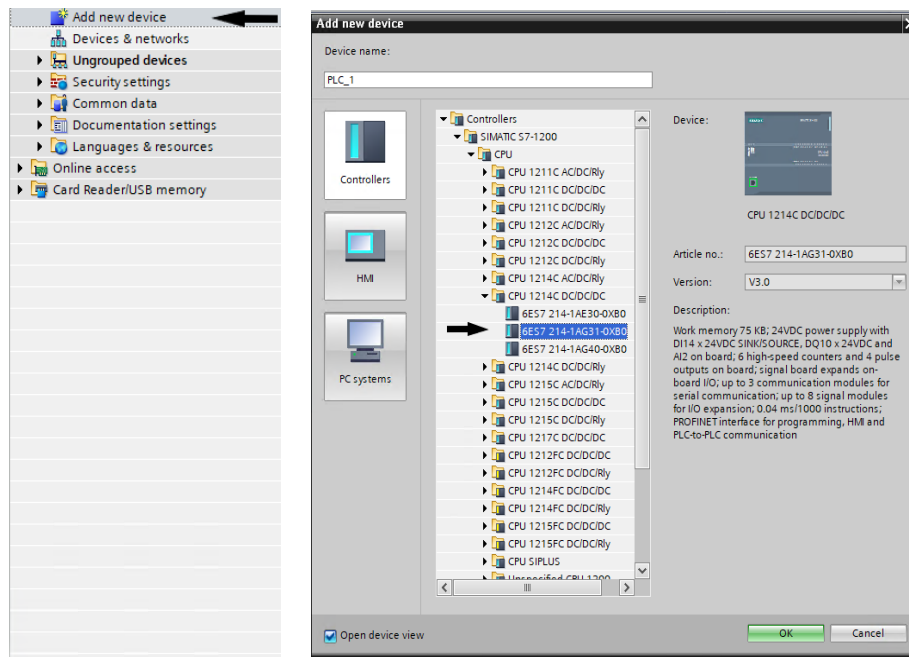 Add new device
Devices & networks
Ungrouped devices
Security settings
Common data
Documentation settings
Languages & resources
Online access
Card Reader/USB memory
Add new device
Device name:
PLC_1
Controllers
HMI
PC systems
Controllers
SIMATIC S7-1200
CPU
CPU 1211C AC/DC/Rly
CPU 1211C DC/DC/DC
CPU 1211C DC/DC/Rly
CPU 1212C AC/DC/Rly
CPU 1212C DC/DC/DC
CPU 1212C DC/DC/Rly
CPU 1214C AC/DC/Rly
CPU 1214C DC/DC/DC
6ES7 214-1AE30-0XB0
6ES7 214-1AG31-0XB0
6ES7 214-1AG40-0XB0
CPU 1214C DC/DC/Rly
CPU 1215C AC/DC/Rly
CPU 1215C DC/DC/DC
CPU 1215C DC/DC/Rly
CPU 1217C DC/DC/DC
CPU 1212FC DC/DC/DC
CPU 1212FC DC/DC/Rly
CPU 1214FC DC/DC/DC
CPU 1214FC DC/DC/Rly
CPU 1215FC DC/DC/DC
CPU 1215FC DC/DC/Rly
CPU SIPLUS
Unspecified CPU 1200
Device:
CPU 1214C DC/DC/DC
Article no.:
6ES7 214-1AG31-0XB0
Version:
V3.0
Description:
Work memory 75 KB; 24VDC power supply with
DI14 x 24VDC SINK/SOURCE, DQ10 x 24VDC and
AI2 on board; 6 high-speed counters and 4 pulse
outputs on board; signal board expands on-
board I/O; up to 3 communication modules for
serial communication; up to 8 signal modules
for I/O expansion; 0.04 ms/1000 instructions;
PROFINET interface for programming, HMI and
PLC-to-PLC communication
Open device view
OK
Cancel